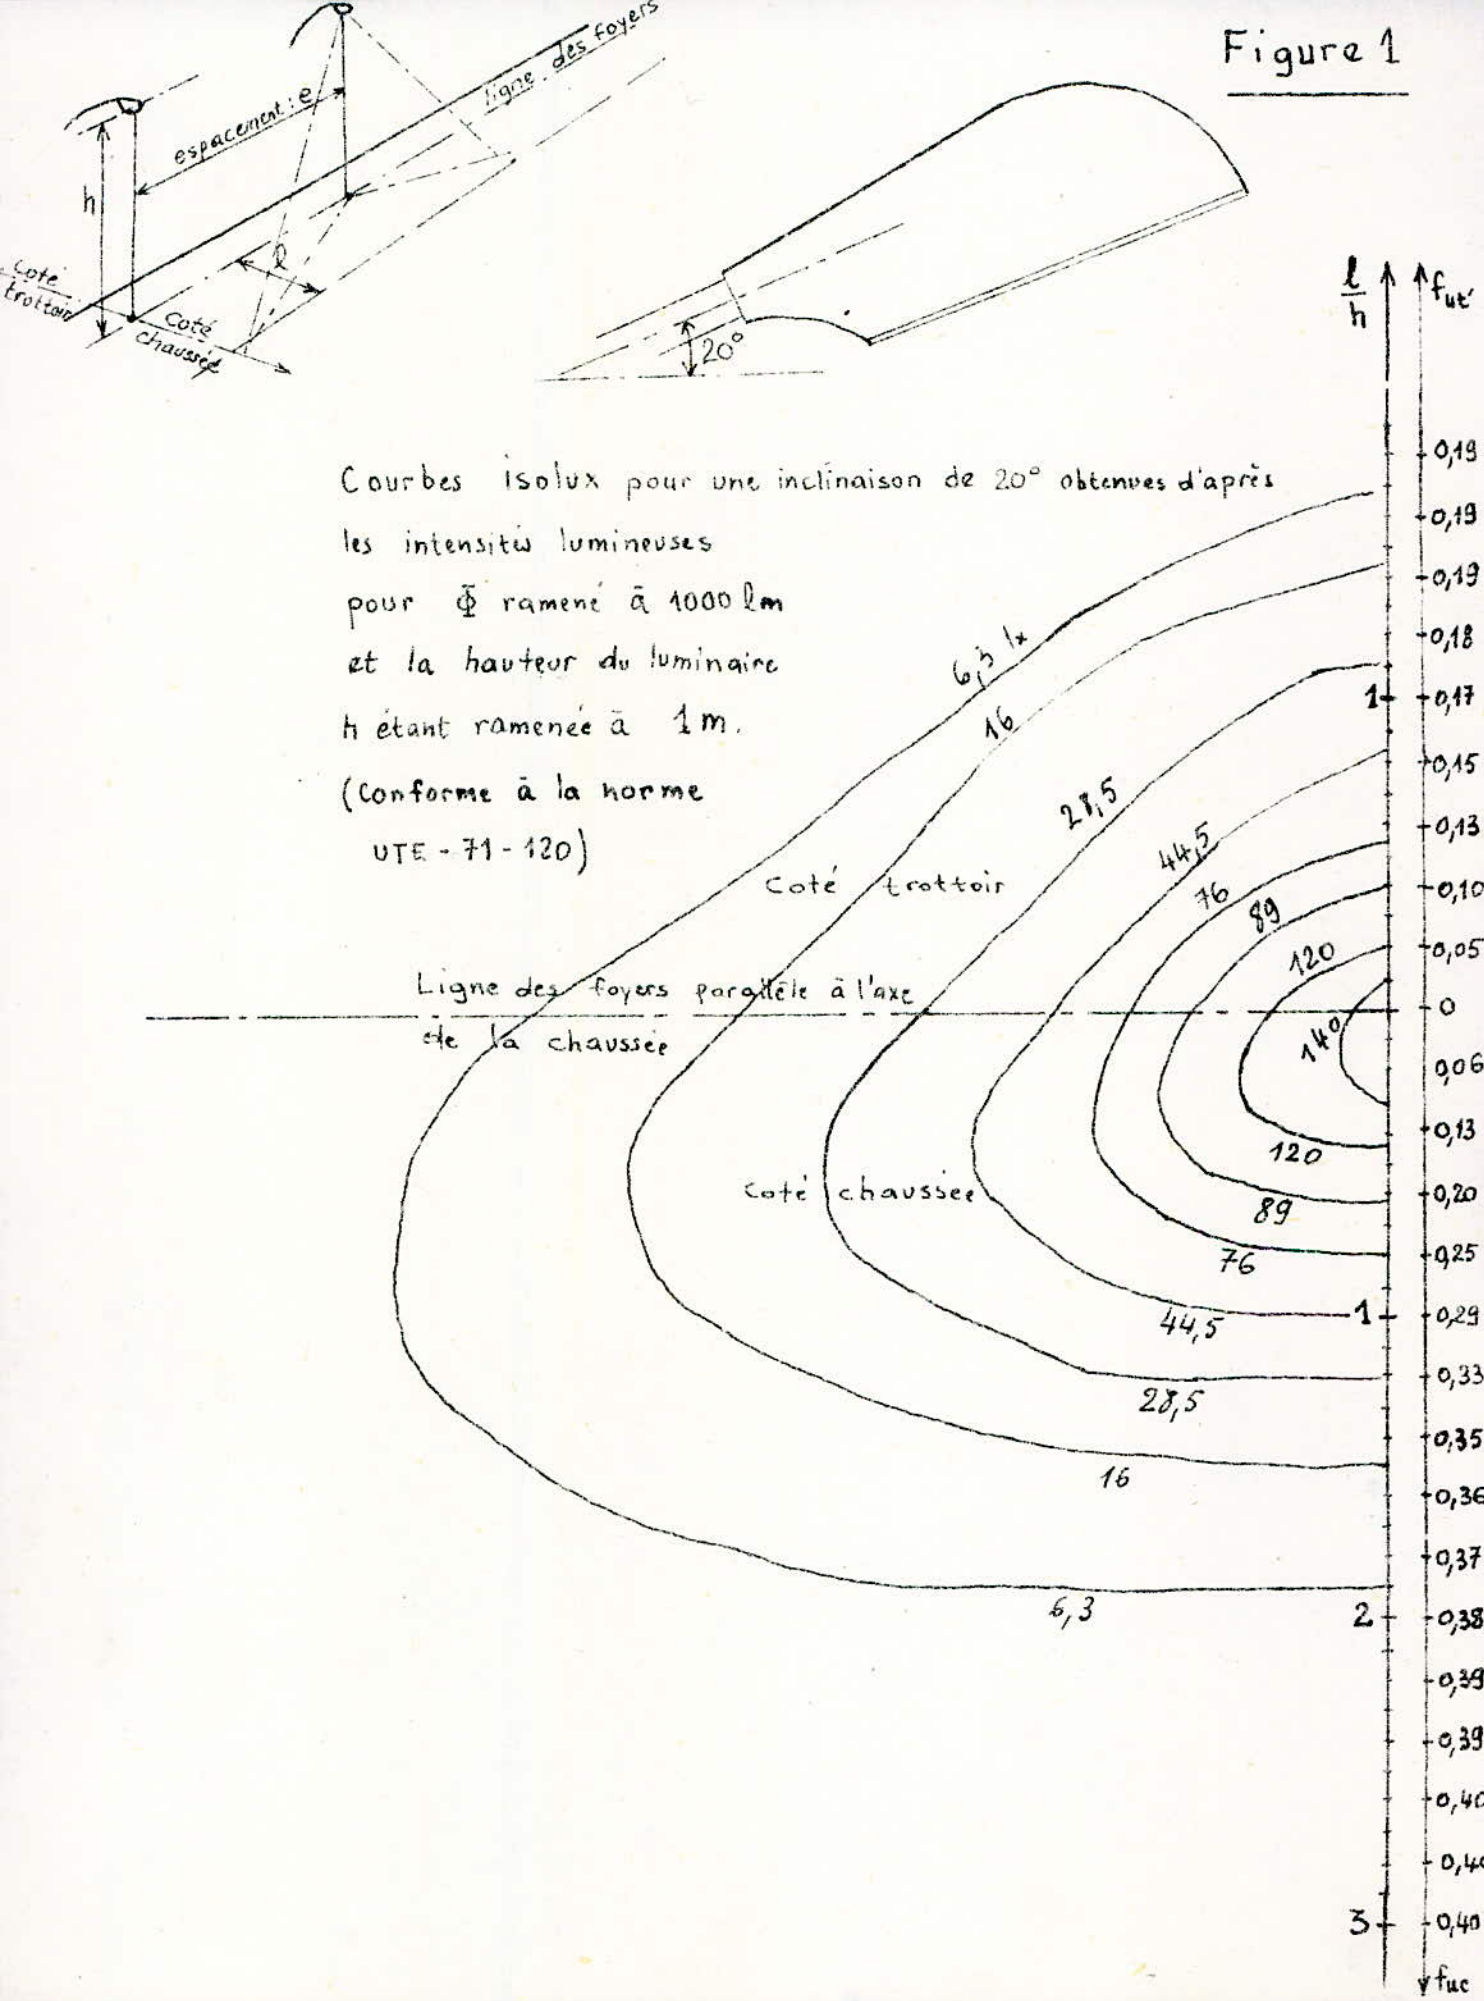 Figure 1
ligne des foyers
espacement : e
h
l
Coté
trottoir
Coté
chaussée
20°
Courbes isolux pour une inclinaison de 20° obtenues d'après
les intensités lumineuses
pour Φ ramené à 1000 lm
et la hauteur du luminaire
h étant ramenée à 1m.
(Conforme à la norme
UTE - 71 - 120)
l/h
fut
6,3 lx
16
28,5
44,5
76
89
120
140
Coté trottoir
Ligne des foyers parallèle à l'axe
de la chaussée
Coté chaussée
120
89
76
44,5
28,5
16
6,3
1
1
2
3
0,19
0,19
0,19
0,18
0,17
0,15
0,13
0,10
0,05
0
0,06
0,13
0,20
0,25
0,29
0,33
0,35
0,36
0,37
0,38
0,39
0,39
0,40
0,40
0,40
fuc